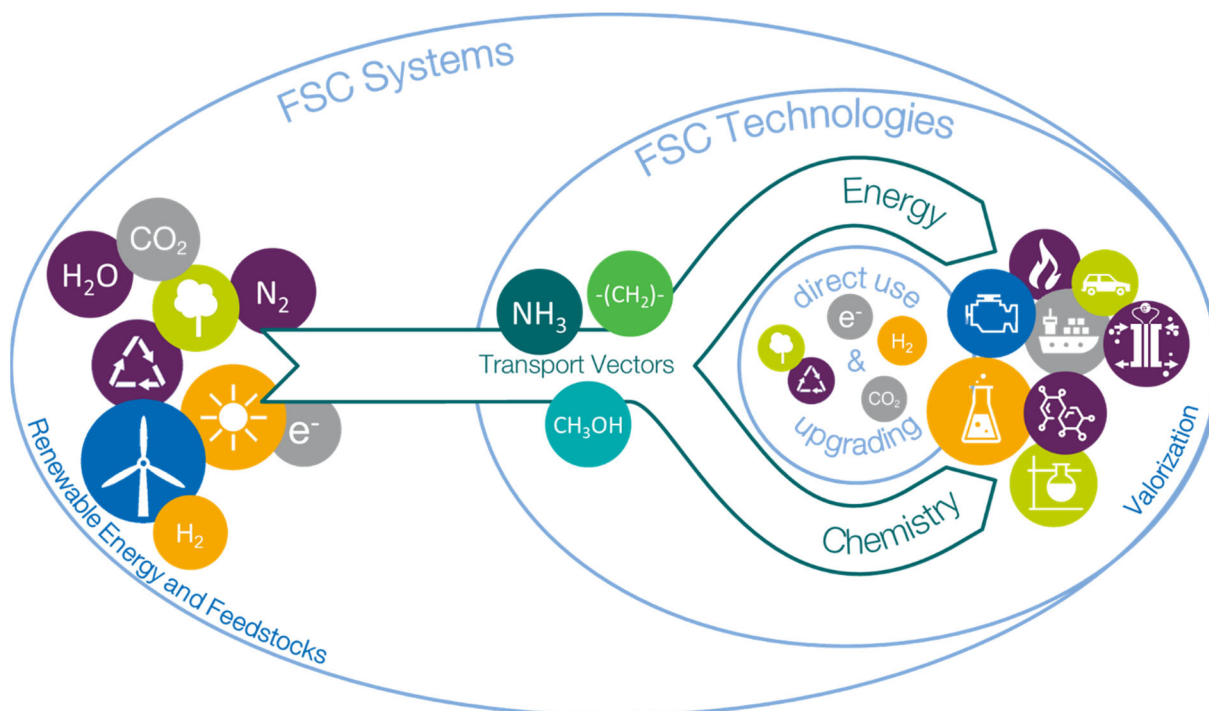 FSC Systems
FSC Technologies
Energy
CO₂
H₂O
N₂
NH₃
-(CH₂)-
direct use
e⁻
H₂
&
CO₂
upgrading
Transport Vectors
CH₃OH
e⁻
H₂
Chemistry
Valorization
Renewable Energy and Feedstocks